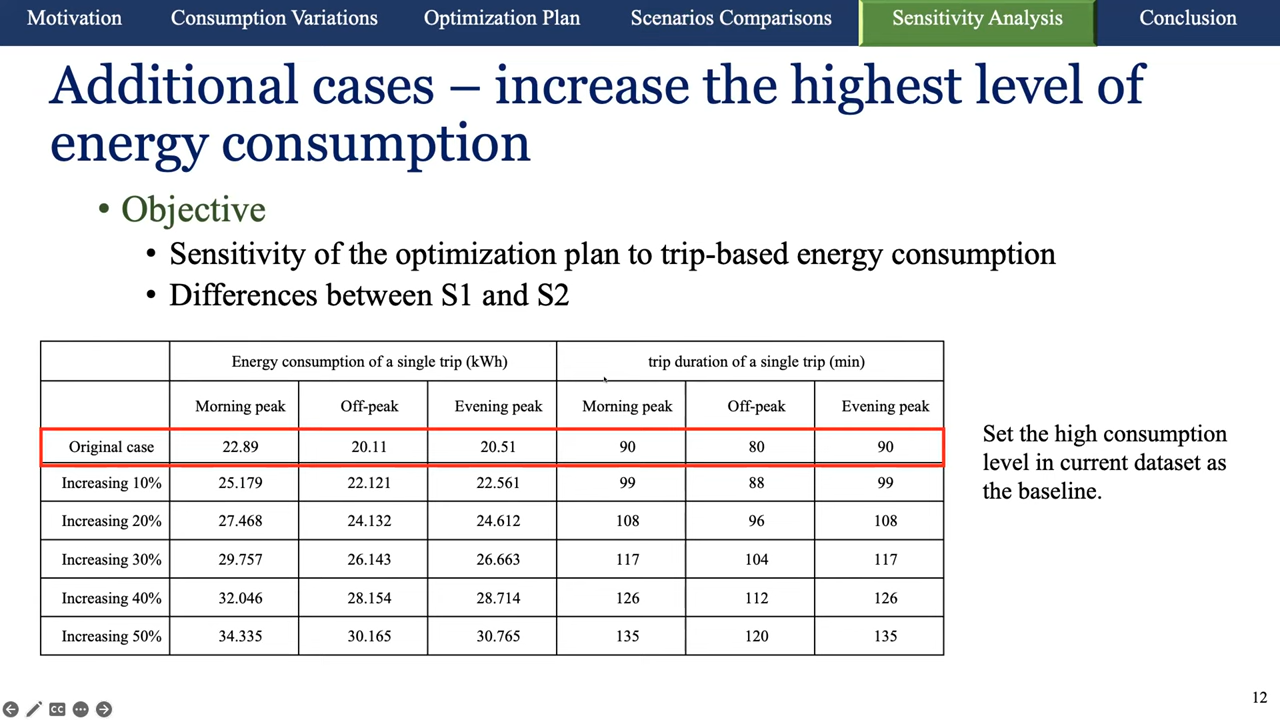 Motivation Consumption Variations Optimization Plan Scenarios Comparisons Sensitivity Analysis Conclusion
Additional cases – increase the highest level of
energy consumption
• Objective
• Sensitivity of the optimization plan to trip-based energy consumption
• Differences between S1 and S2
Energy consumption of a single trip (kWh) trip duration of a single trip (min)
Morning peak Off-peak Evening peak Morning peak Off-peak Evening peak
Original case 22.89 20.11 20.51 90 80 90
Increasing 10% 25.179 22.121 22.561 99 88 99
Increasing 20% 27.468 24.132 24.612 108 96 108
Increasing 30% 29.757 26.143 26.663 117 104 117
Increasing 40% 32.046 28.154 28.714 126 112 126
Increasing 50% 34.335 30.165 30.765 135 120 135
Set the high consumption
level in current dataset as
the baseline.
CC
12